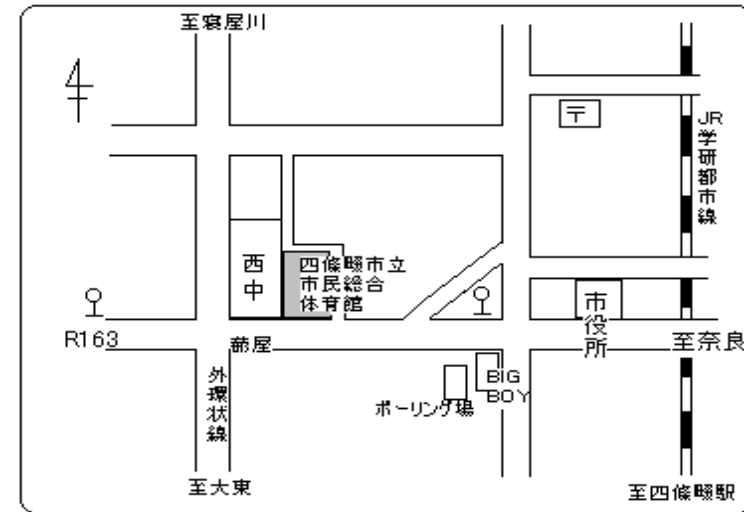 至寝屋川
〒
JR学研都市線
西中
四條畷市立
市民総合
体育館
市役所
R163
蔀屋
至奈良
外環状線
BIG
BOY
ボーリング場
至大東
至四條畷駅